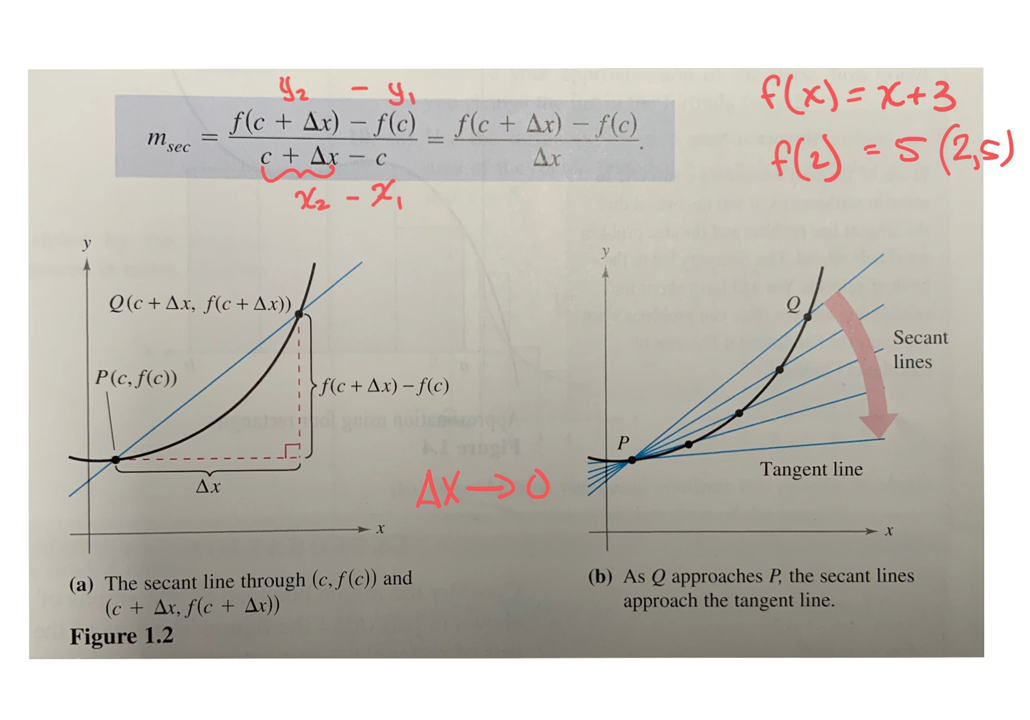 y₂ - y₁
m_sec = (f(c + Δx) − f(c)) / (c + Δx − c) = (f(c + Δx) − f(c)) / Δx.
x₂ - x₁
f(x) = x+3
f(2) = 5 (2,5)
y
Q(c + Δx, f(c + Δx))
P(c, f(c))
f(c + Δx) − f(c)
Δx
x
Δx → 0
y
Q
Secant
lines
P
Tangent line
x
(a) The secant line through (c, f(c)) and
(c + Δx, f(c + Δx))
Figure 1.2
(b) As Q approaches P, the secant lines
approach the tangent line.